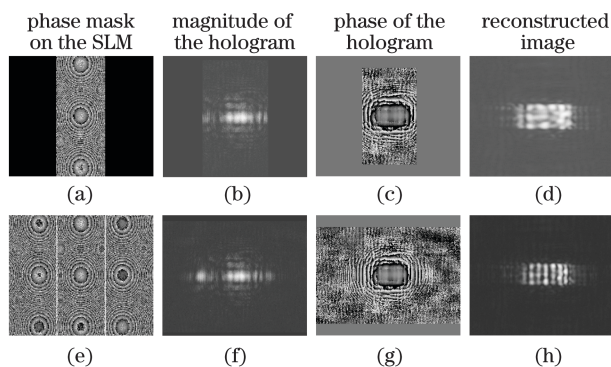 phase mask
on the SLM
magnitude of
the hologram
phase of the
hologram
reconstructed
image
(a)
(b)
(c)
(d)
(e)
(f)
(g)
(h)